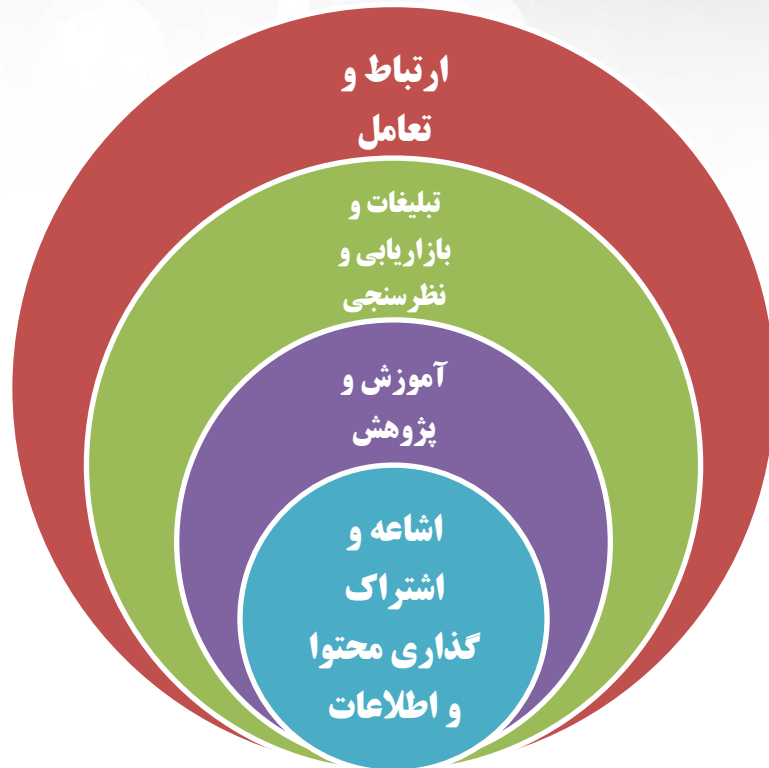 ارتباط و
تعامل
تبلیغات و
بازاریابی و
نظرسنجی
آموزش و
پژوهش
اشاعه و
اشتراک
گذاری محتوا
و اطلاعات